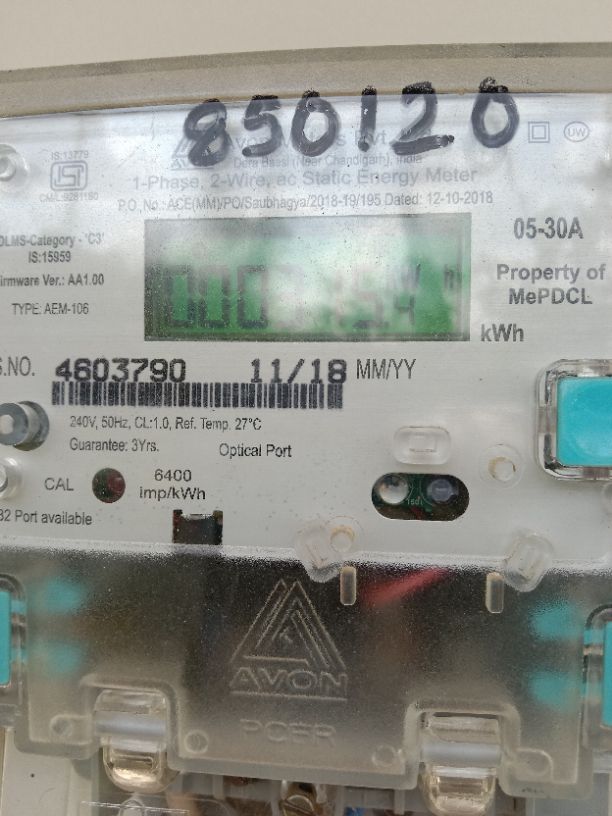 850120
IS:13779
AVON
Dera Bassi (Near Chandigarh), India
1-Phase, 2-Wire, ac Static Energy Meter
P.O. No.: ACE(MM)/PO/Saubhagya/2018-19/195 Dated: 12-10-2018
UW
DLMS-Category - 'C3'
IS:15959
Firmware Ver.: AA1.00
TYPE: AEM-106
05-30A
Property of
MePDCL
kWh
S.NO. 4603790 11/18 MM/YY
240V, 50Hz, CL:1.0, Ref. Temp. 27°C
Guarantee: 3Yrs.
Optical Port
CAL
6400
imp/kWh
Port available
AVON